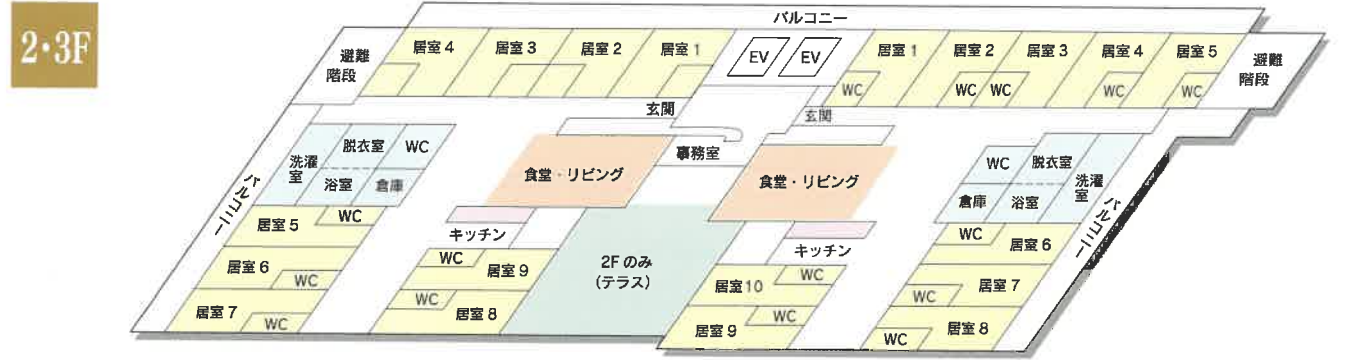 2・3F
バルコニー
避難
階段
居室4
居室3
居室2
居室1
EV
EV
居室1
居室2
居室3
居室4
居室5
避難
階段
WC
WC
WC
WC
WC
玄関
玄関
事務室
洗濯
室
脱衣室
WC
浴室
倉庫
食堂・リビング
食堂・リビング
WC
脱衣室
洗濯
室
倉庫
浴室
バルコニー
バルコニー
居室5
WC
居室6
WC
居室7
WC
キッチン
WC
居室9
WC
居室8
2Fのみ
(テラス)
キッチン
居室10
WC
居室9
WC
WC
居室6
WC
居室7
WC
居室8